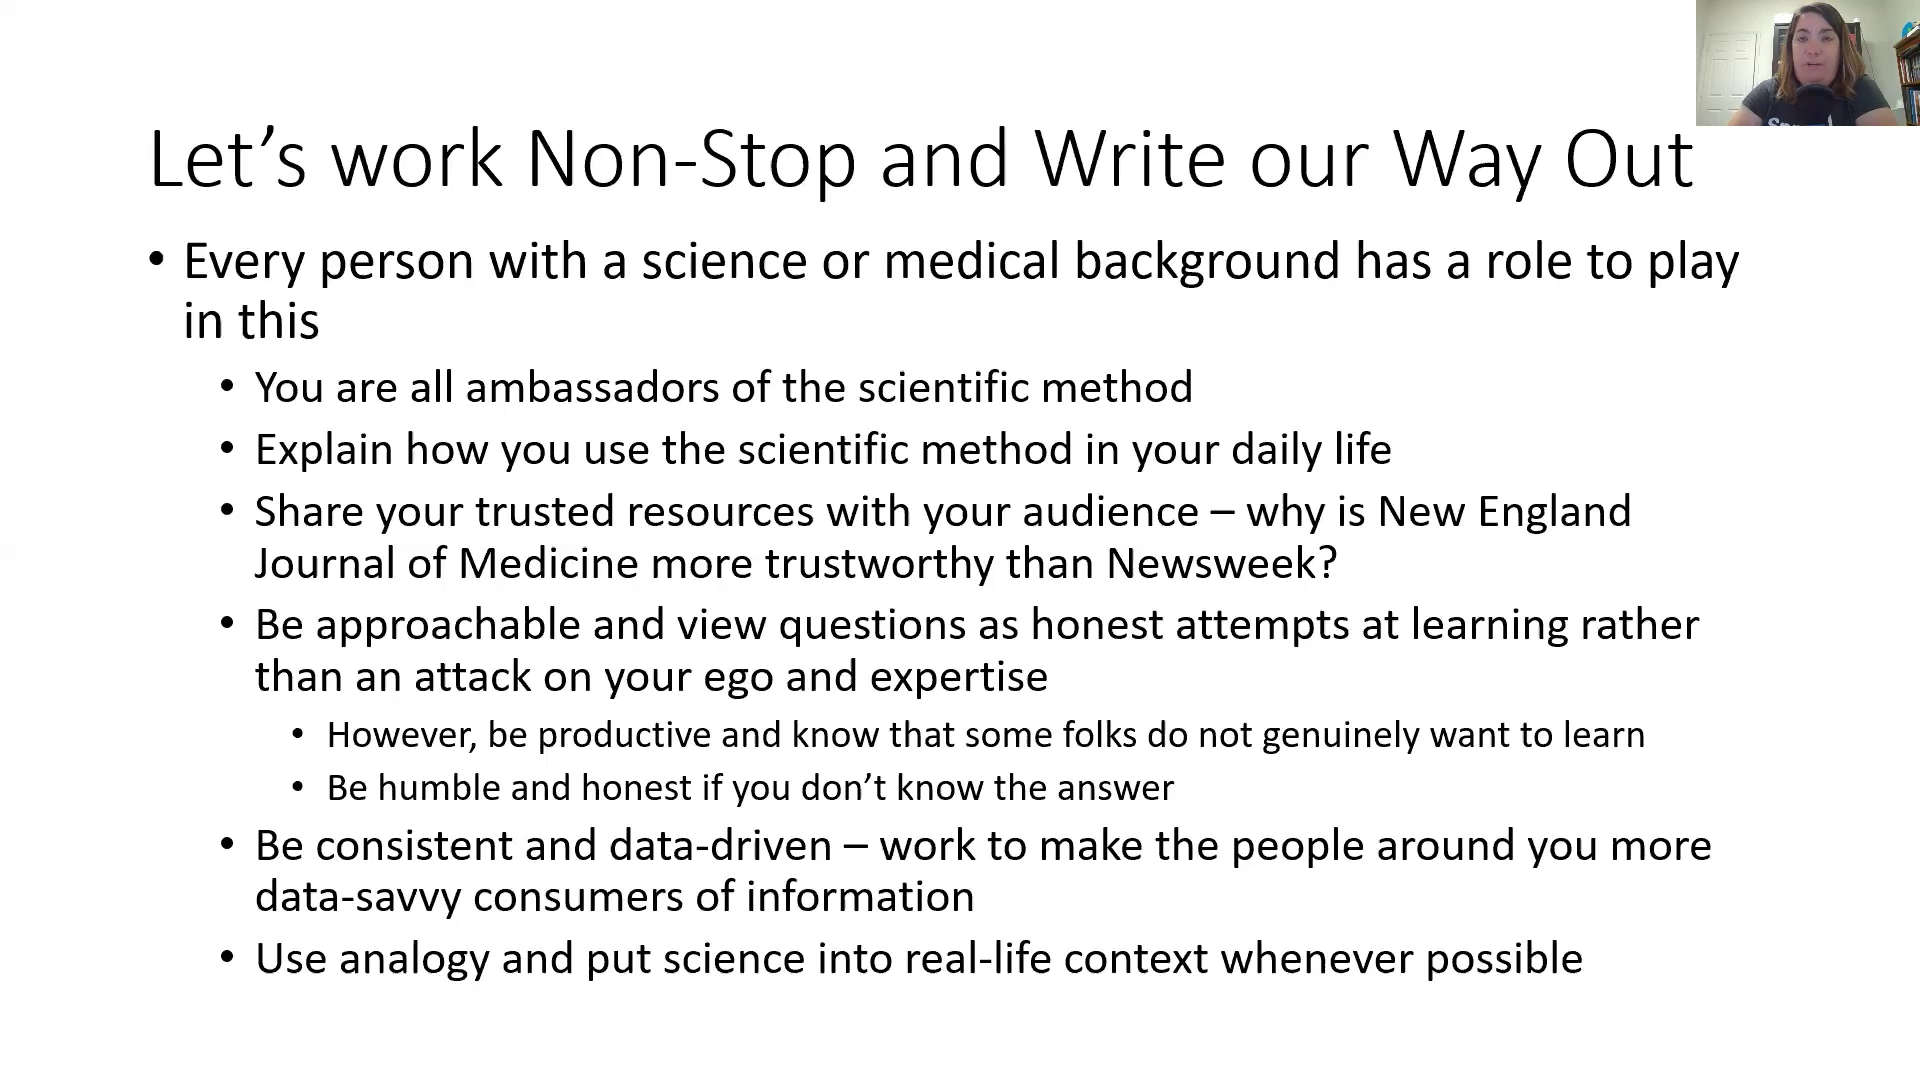 Let’s work Non-Stop and Write our Way Out
• Every person with a science or medical background has a role to play
in this
• You are all ambassadors of the scientific method
• Explain how you use the scientific method in your daily life
• Share your trusted resources with your audience – why is New England
Journal of Medicine more trustworthy than Newsweek?
• Be approachable and view questions as honest attempts at learning rather
than an attack on your ego and expertise
• However, be productive and know that some folks do not genuinely want to learn
• Be humble and honest if you don’t know the answer
• Be consistent and data-driven – work to make the people around you more
data-savvy consumers of information
• Use analogy and put science into real-life context whenever possible